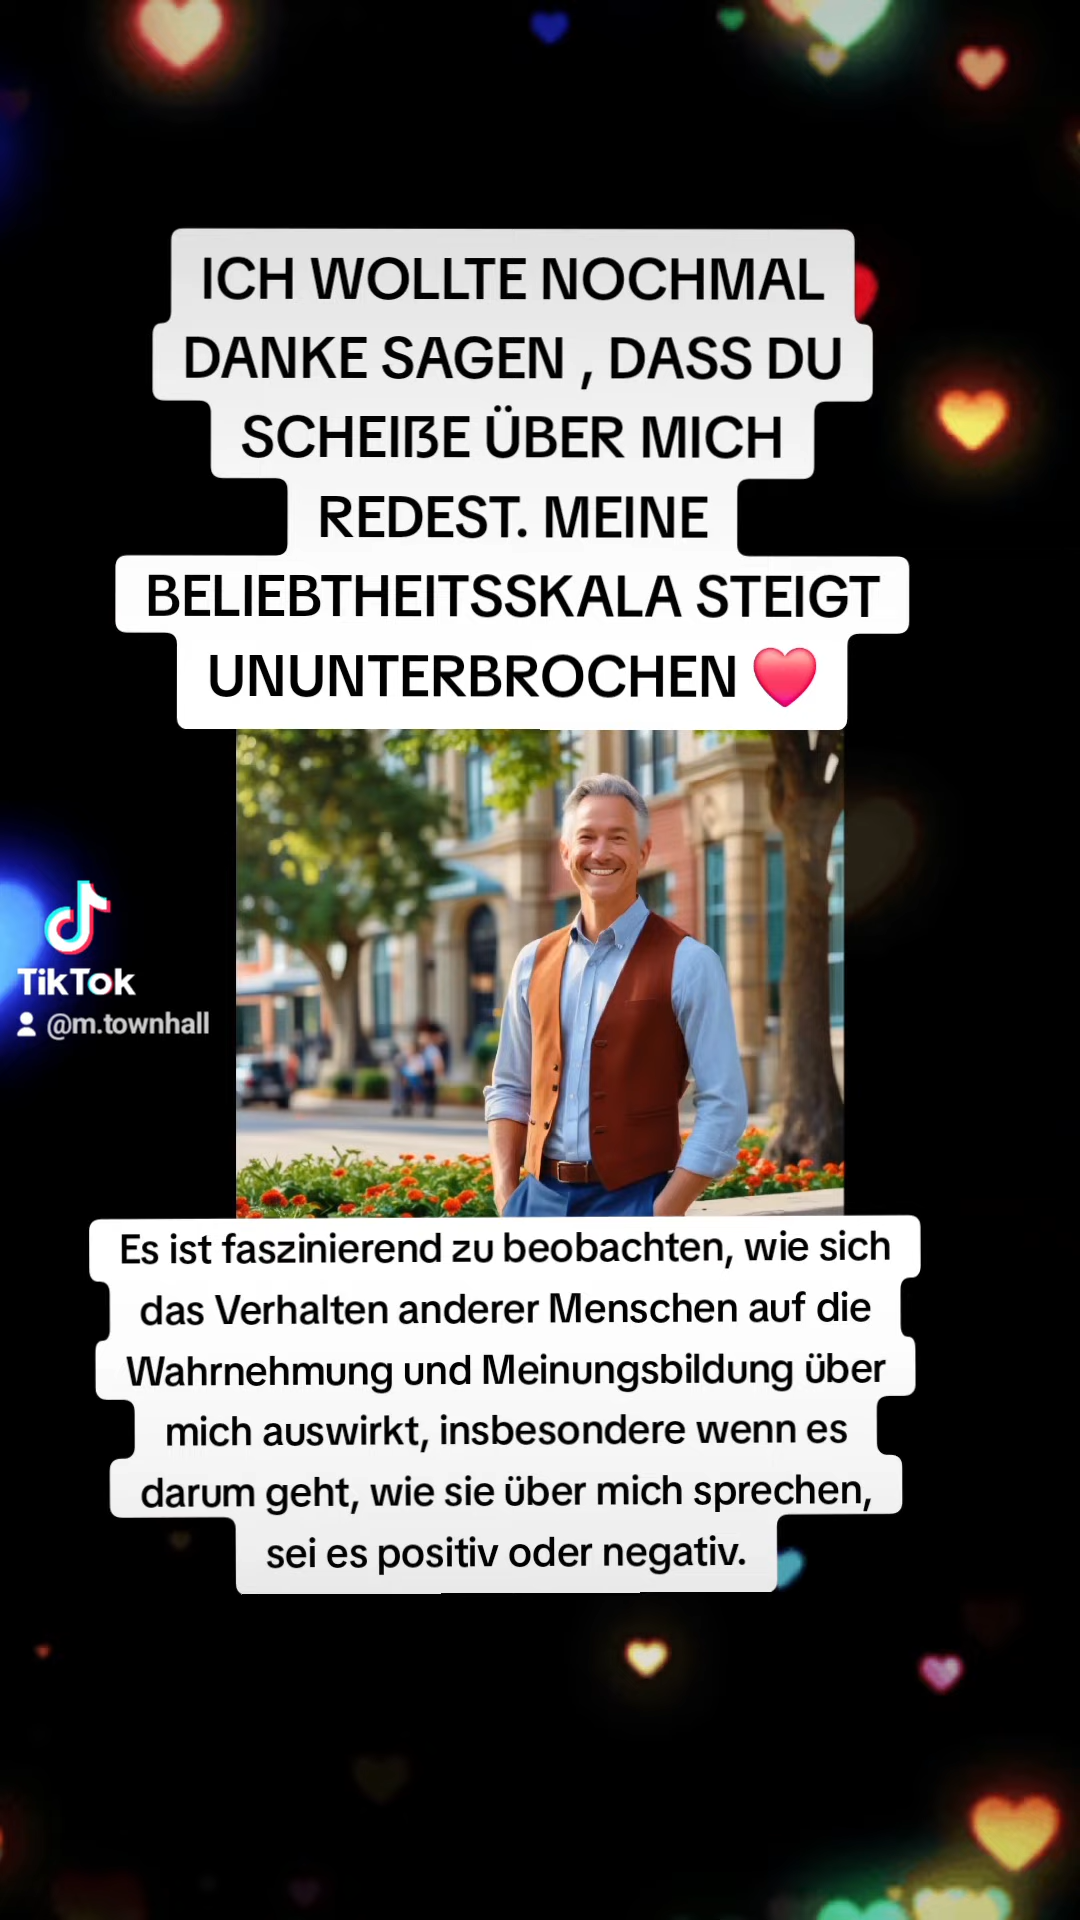 ICH WOLLTE NOCHMAL
DANKE SAGEN , DASS DU
SCHEIẞE ÜBER MICH
REDEST. MEINE
BELIEBTHEITSSKALA STEIGT
UNUNTERBROCHEN ❤️
TikTok
@m.townhall
Es ist faszinierend zu beobachten, wie sich
das Verhalten anderer Menschen auf die
Wahrnehmung und Meinungsbildung über
mich auswirkt, insbesondere wenn es
darum geht, wie sie über mich sprechen,
sei es positiv oder negativ.